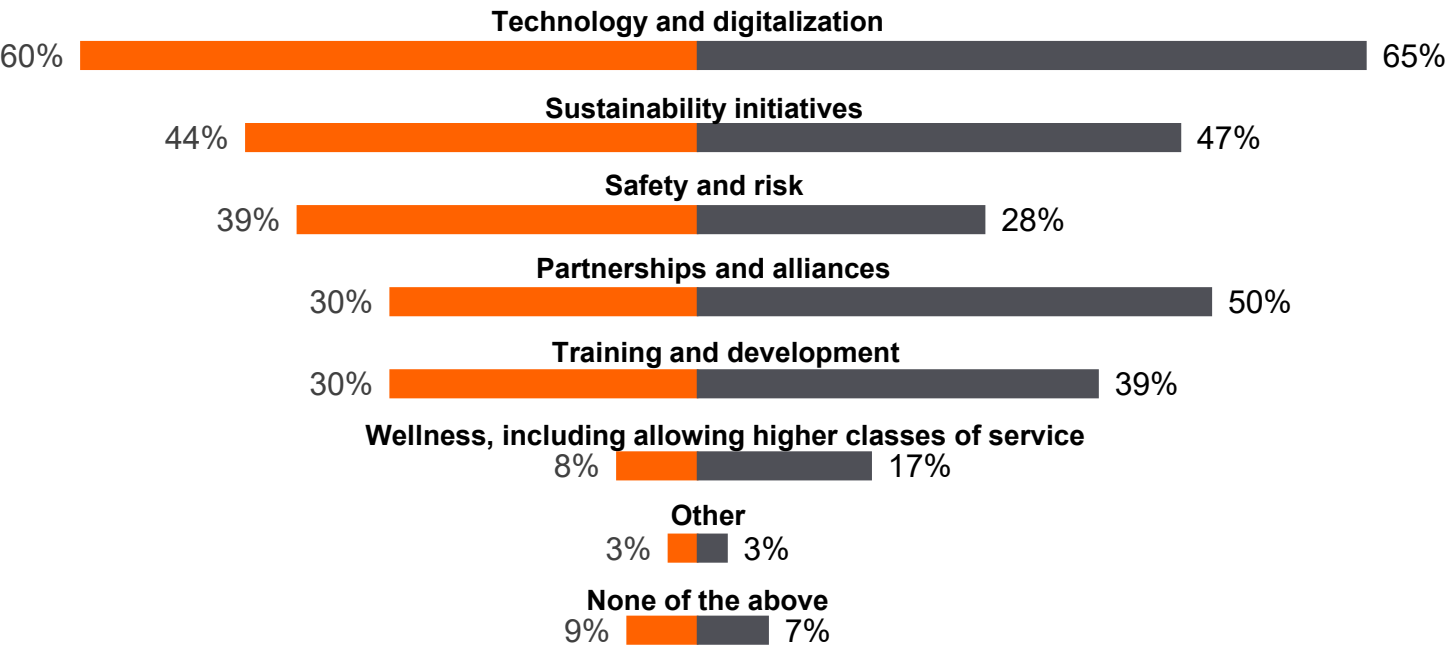 Technology and digitalization
60% 65%
Sustainability initiatives
44% 47%
Safety and risk
39% 28%
Partnerships and alliances
30% 50%
Training and development
30% 39%
Wellness, including allowing higher classes of service
8% 17%
Other
3% 3%
None of the above
9% 7%